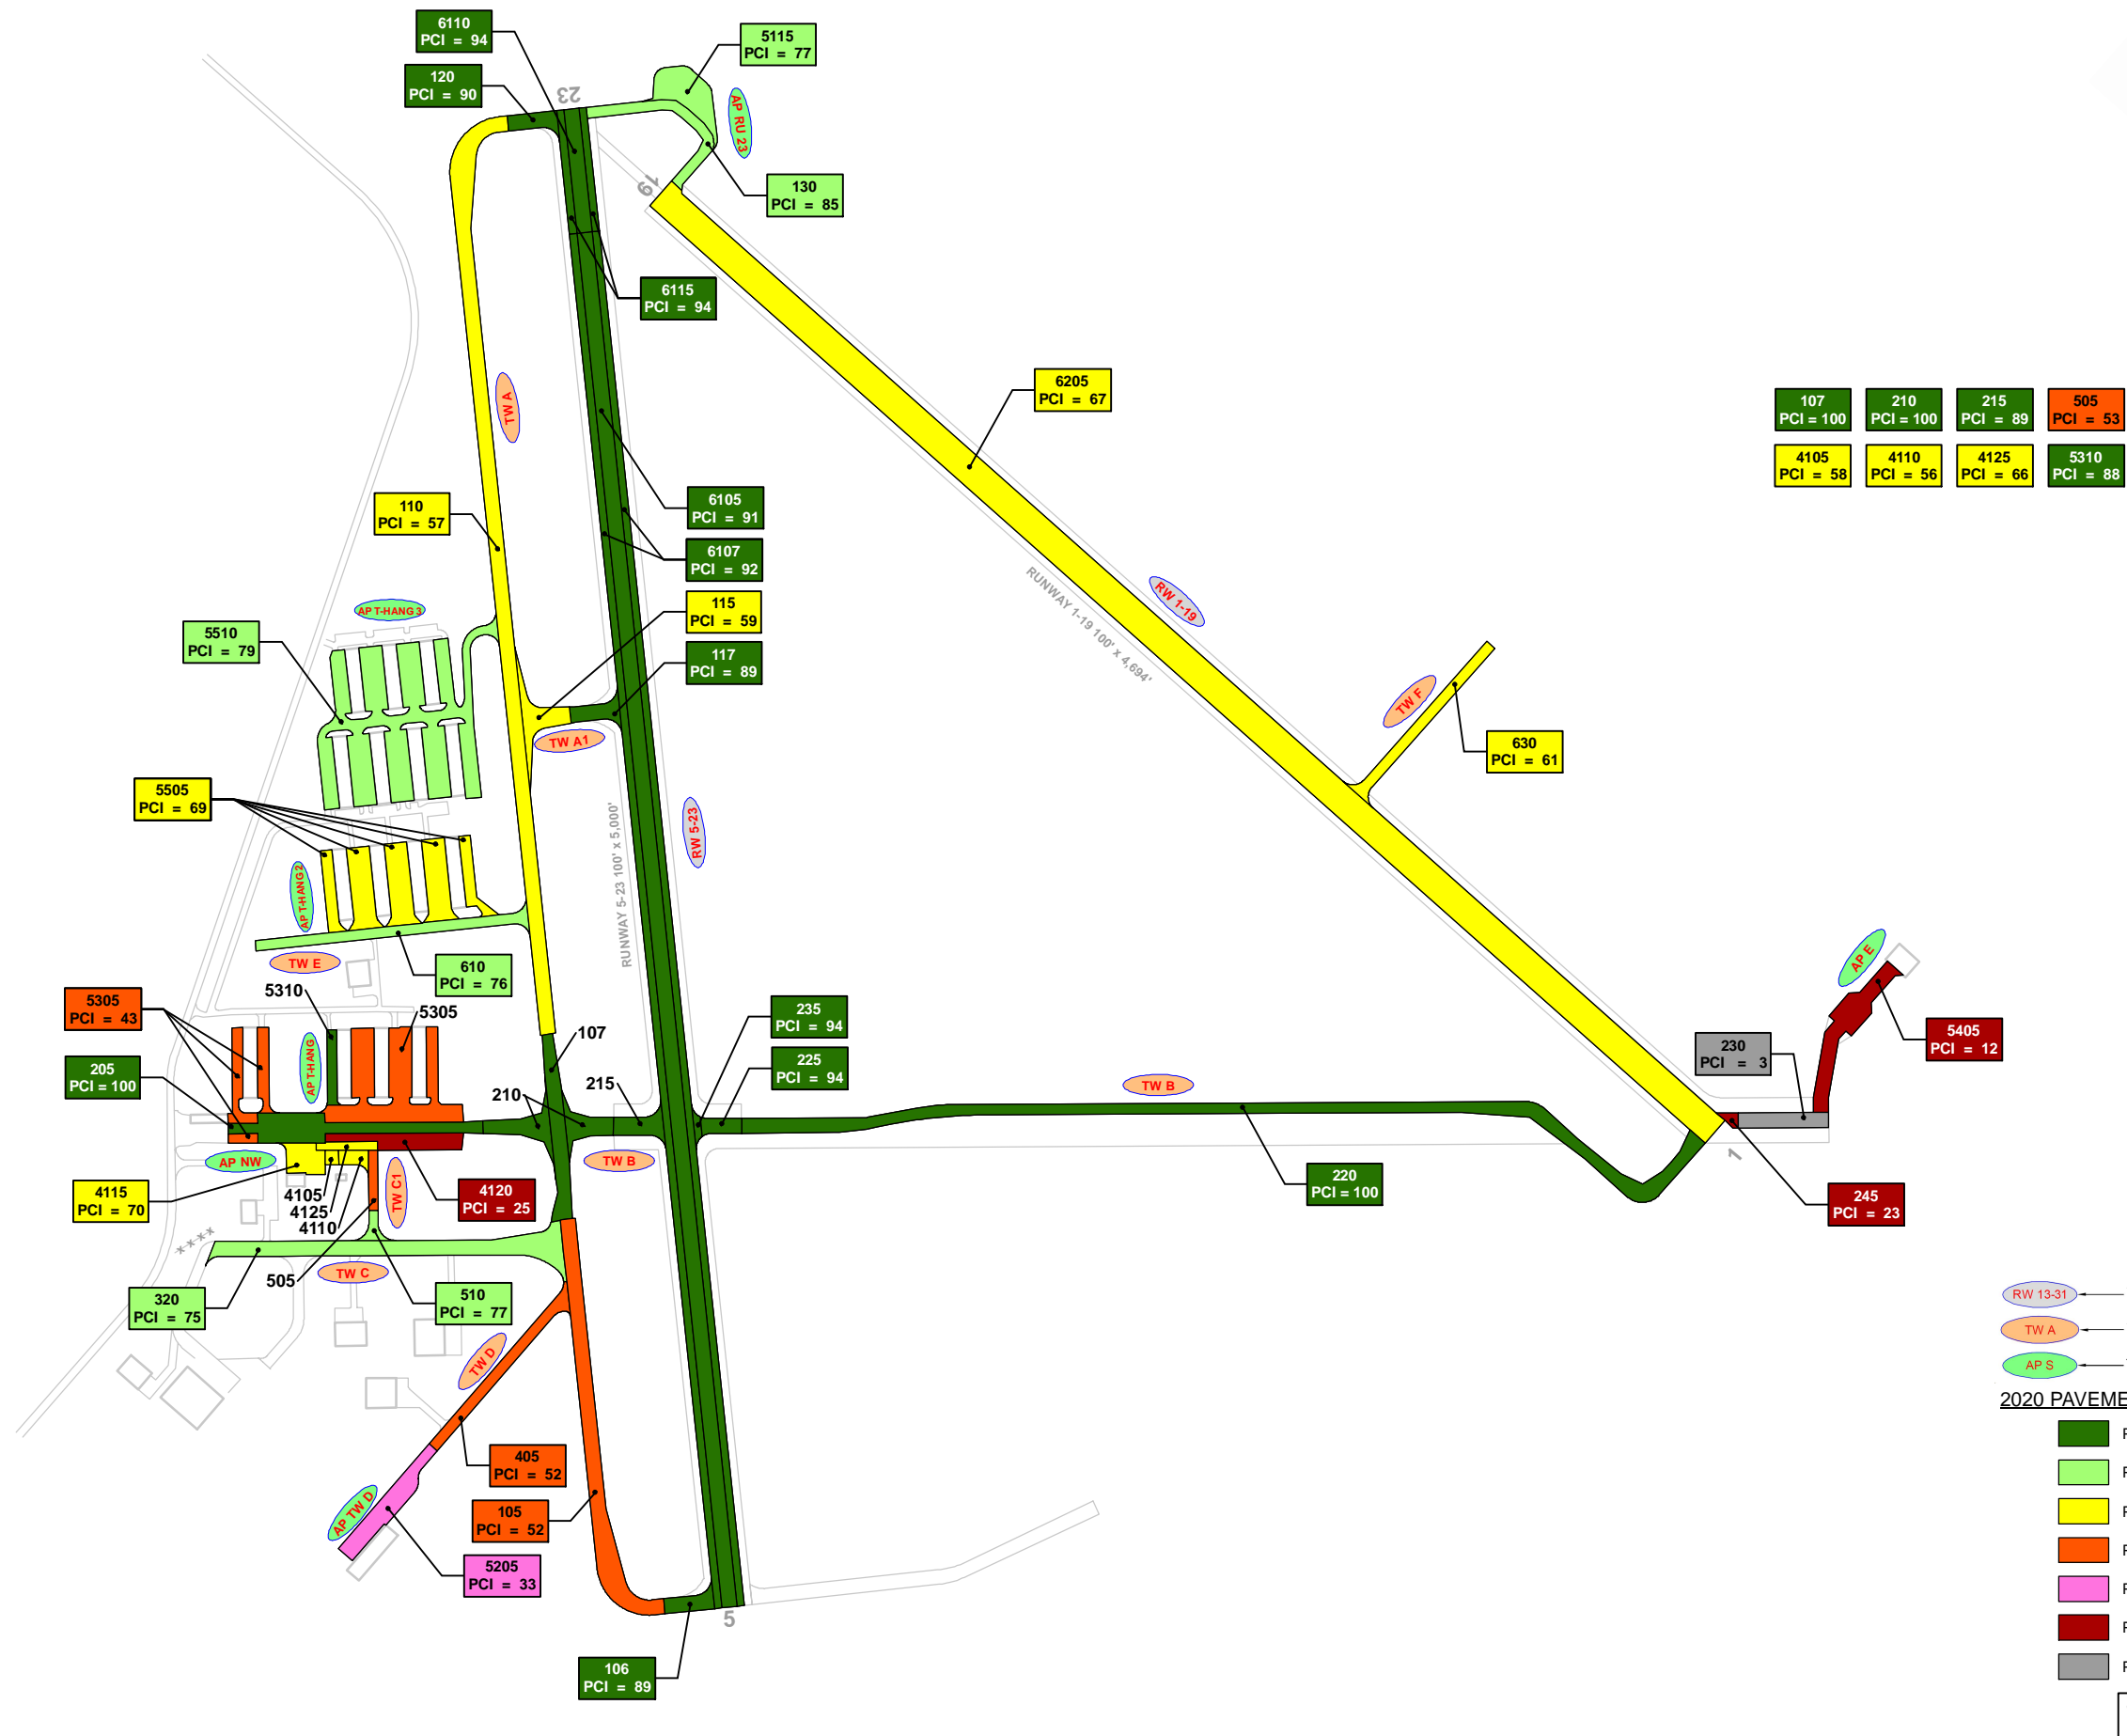 6110
PCI = 94
5115
PCI = 77
120
PCI = 90
23
AP RU 23
130
PCI = 85
19
6115
PCI = 94
6205
PCI = 67
107
PCI = 100
210
PCI = 100
215
PCI = 89
505
PCI = 53
4105
PCI = 58
4110
PCI = 56
4125
PCI = 66
5310
PCI = 88
TW A
110
PCI = 57
6105
PCI = 91
6107
PCI = 92
115
PCI = 59
117
PCI = 89
AP T-HANG 3
5510
PCI = 79
RW 1-19
RUNWAY 1-19 100' x 4,694'
TW F
630
PCI = 61
TW A1
5505
PCI = 69
RW 5-23
RUNWAY 5-23 100' x 5,000'
AP T-HANG2
TW E
610
PCI = 76
AP E
5405
PCI = 12
5310
5305
5305
PCI = 43
235
PCI = 94
107
205
PCI = 100
AP T-HANG
225
PCI = 94
215
210
TW B
230
PCI = 3
TW B
AP NW
TW C1
4115
PCI = 70
4105
4125
4110
4120
PCI = 25
220
PCI = 100
1
245
PCI = 23
505
TW C
320
PCI = 75
510
PCI = 77
TW D
405
PCI = 52
AP TW D
105
PCI = 52
5205
PCI = 33
5
106
PCI = 89
RW 13-31
TW A
AP S
2020 PAVEME
P
P
P
P
P
P
P